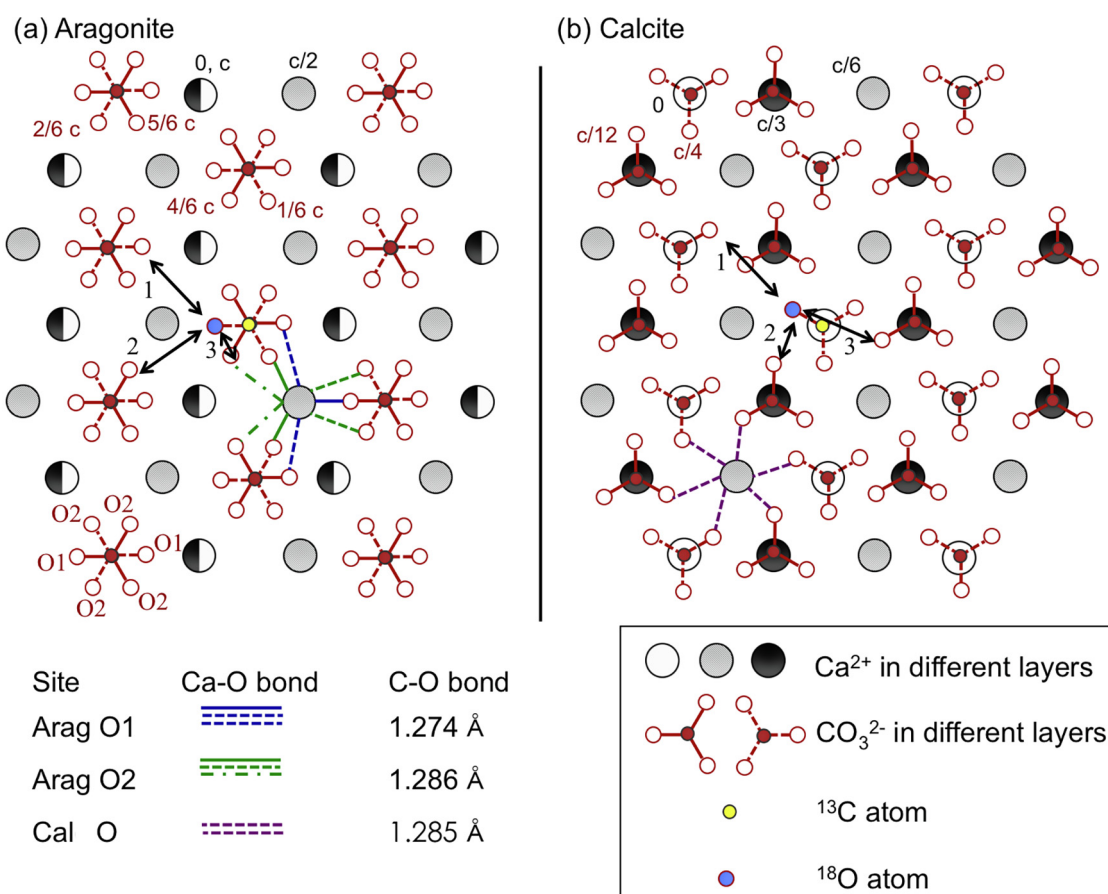 (a) Aragonite
(b) Calcite
0, c
c/2
c/6
0
c/3
2/6 c
5/6 c
c/12
c/4
4/6 c
1/6 c
1
2
3
1
2
3
O2
O2
O1
O1
O2
O2
Site
Ca-O bond
C-O bond
Arag O1
1.274 Å
Arag O2
1.286 Å
Cal O
1.285 Å
Ca2+ in different layers
CO32- in different layers
13C atom
18O atom